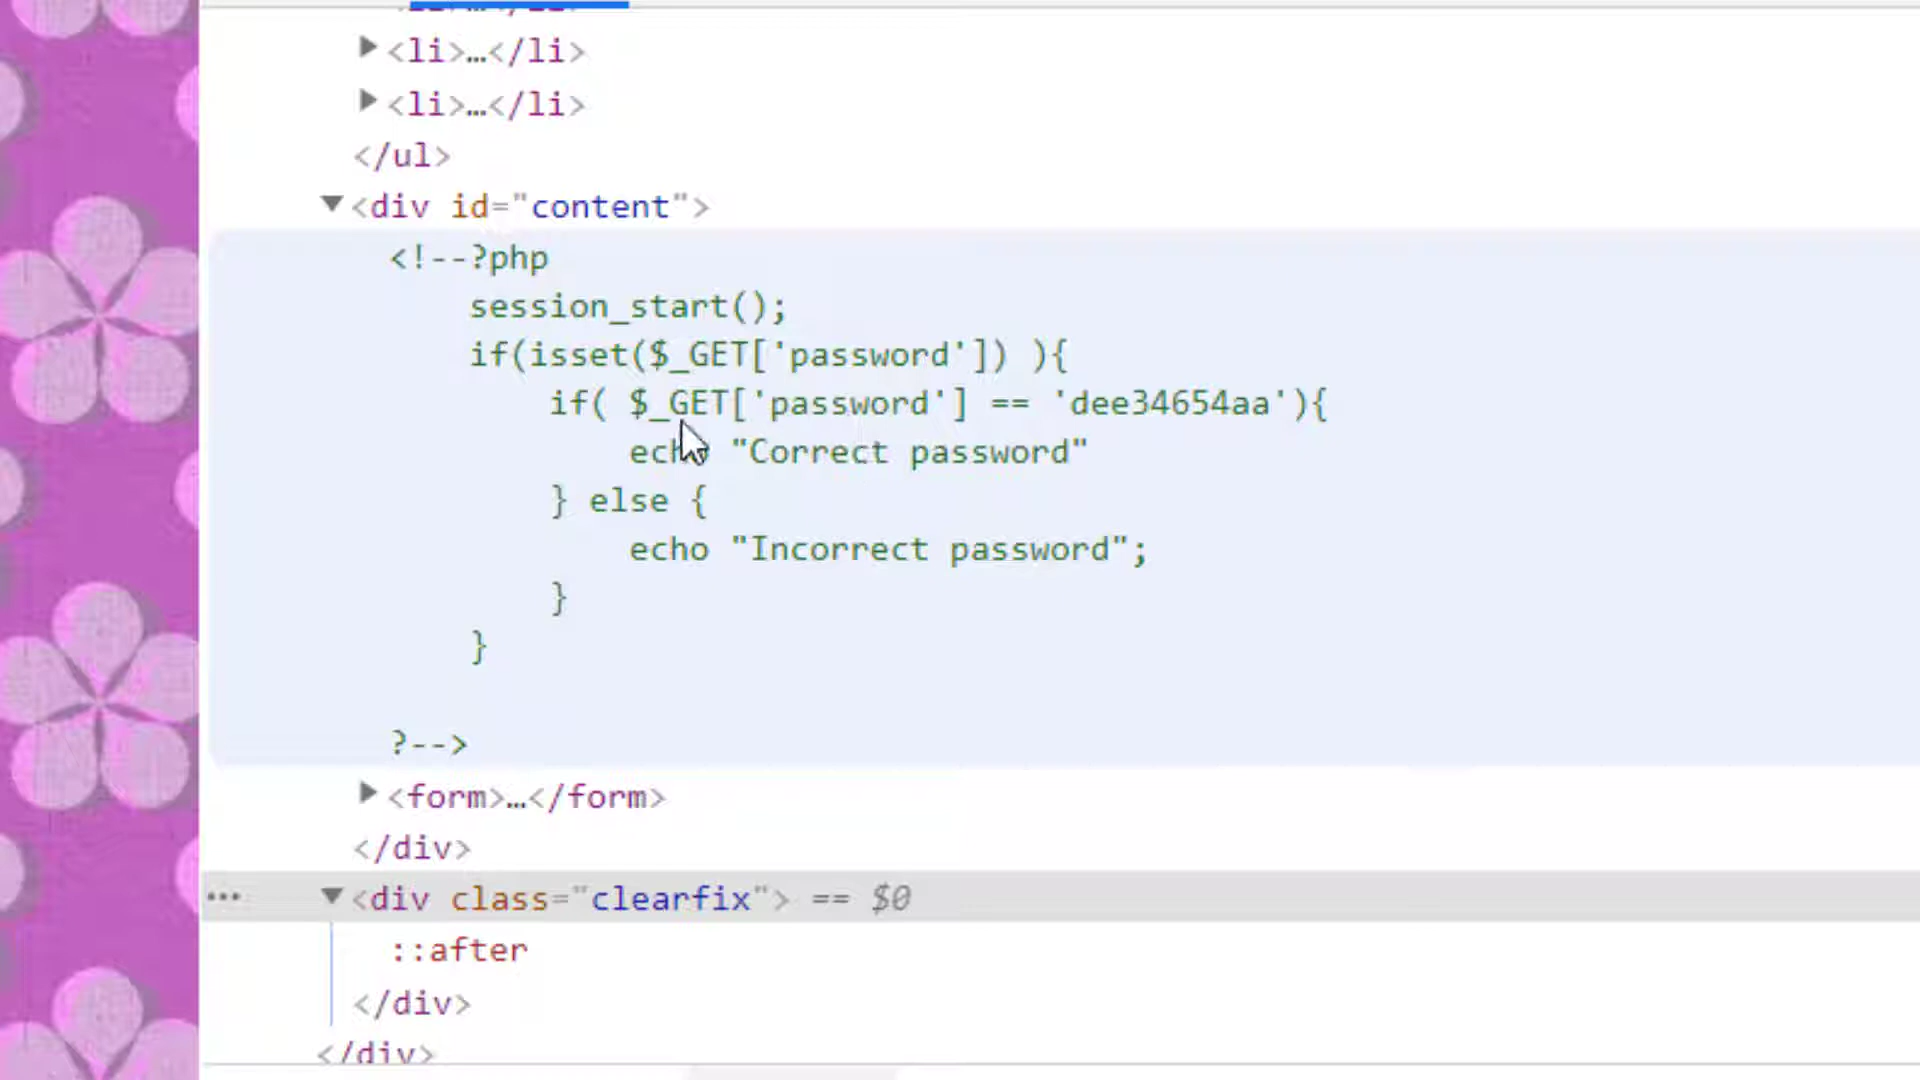 <li>…</li>
<li>…</li>
</ul>
<div id="content">
<!--?php
session_start();
if(isset($_GET['password']) ){
if( $_GET['password'] == 'dee34654aa'){
echo "Correct password"
} else {
echo "Incorrect password";
}
}
?-->
<form>…</form>
</div>
<div class="clearfix"> == $0
::after
</div>
</div>